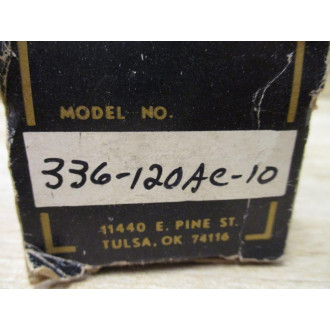 MODEL NO.
336-120AC-10
11440 E. PINE ST.
TULSA, OK 74116